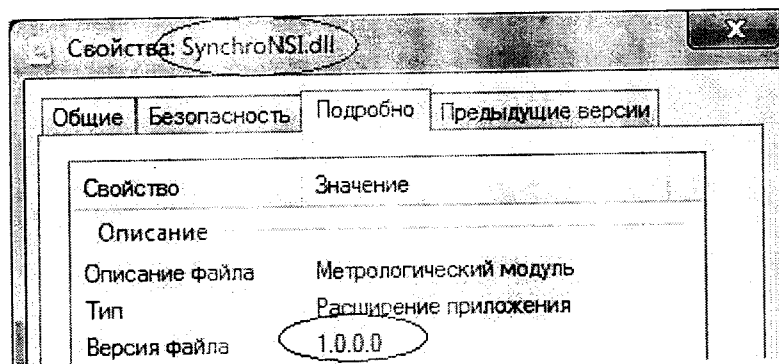 Свойства: SynchroNSI.dll
Общие Безопасность Подробно Предыдущие версии
Свойство Значение
Описание
Описание файла Метрологический модуль
Тип Расширение приложения
Версия файла 1.0.0.0